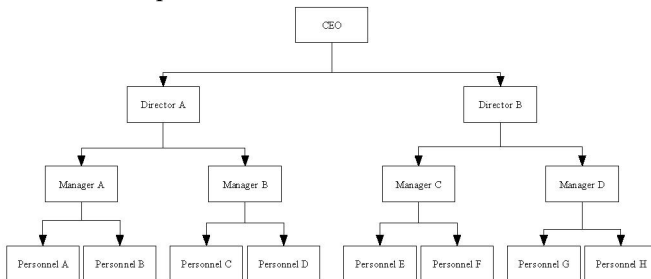 CEO
Director A
Director B
Manager A
Manager B
Manager C
Manager D
Personnel A
Personnel B
Personnel C
Personnel D
Personnel E
Personnel F
Personnel G
Personnel H